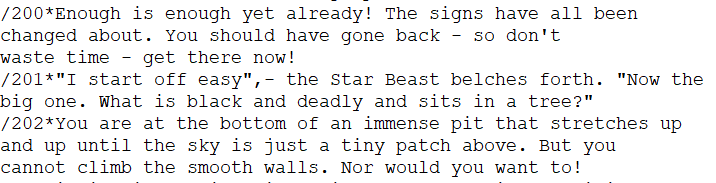 /200*Enough is enough yet already! The signs have all been
changed about. You should have gone back - so don't
waste time - get there now!
/201*"I start off easy",- the Star Beast belches forth. "Now the
big one. What is black and deadly and sits in a tree?"
/202*You are at the bottom of an immense pit that stretches up
and up until the sky is just a tiny patch above. But you
cannot climb the smooth walls. Nor would you want to!